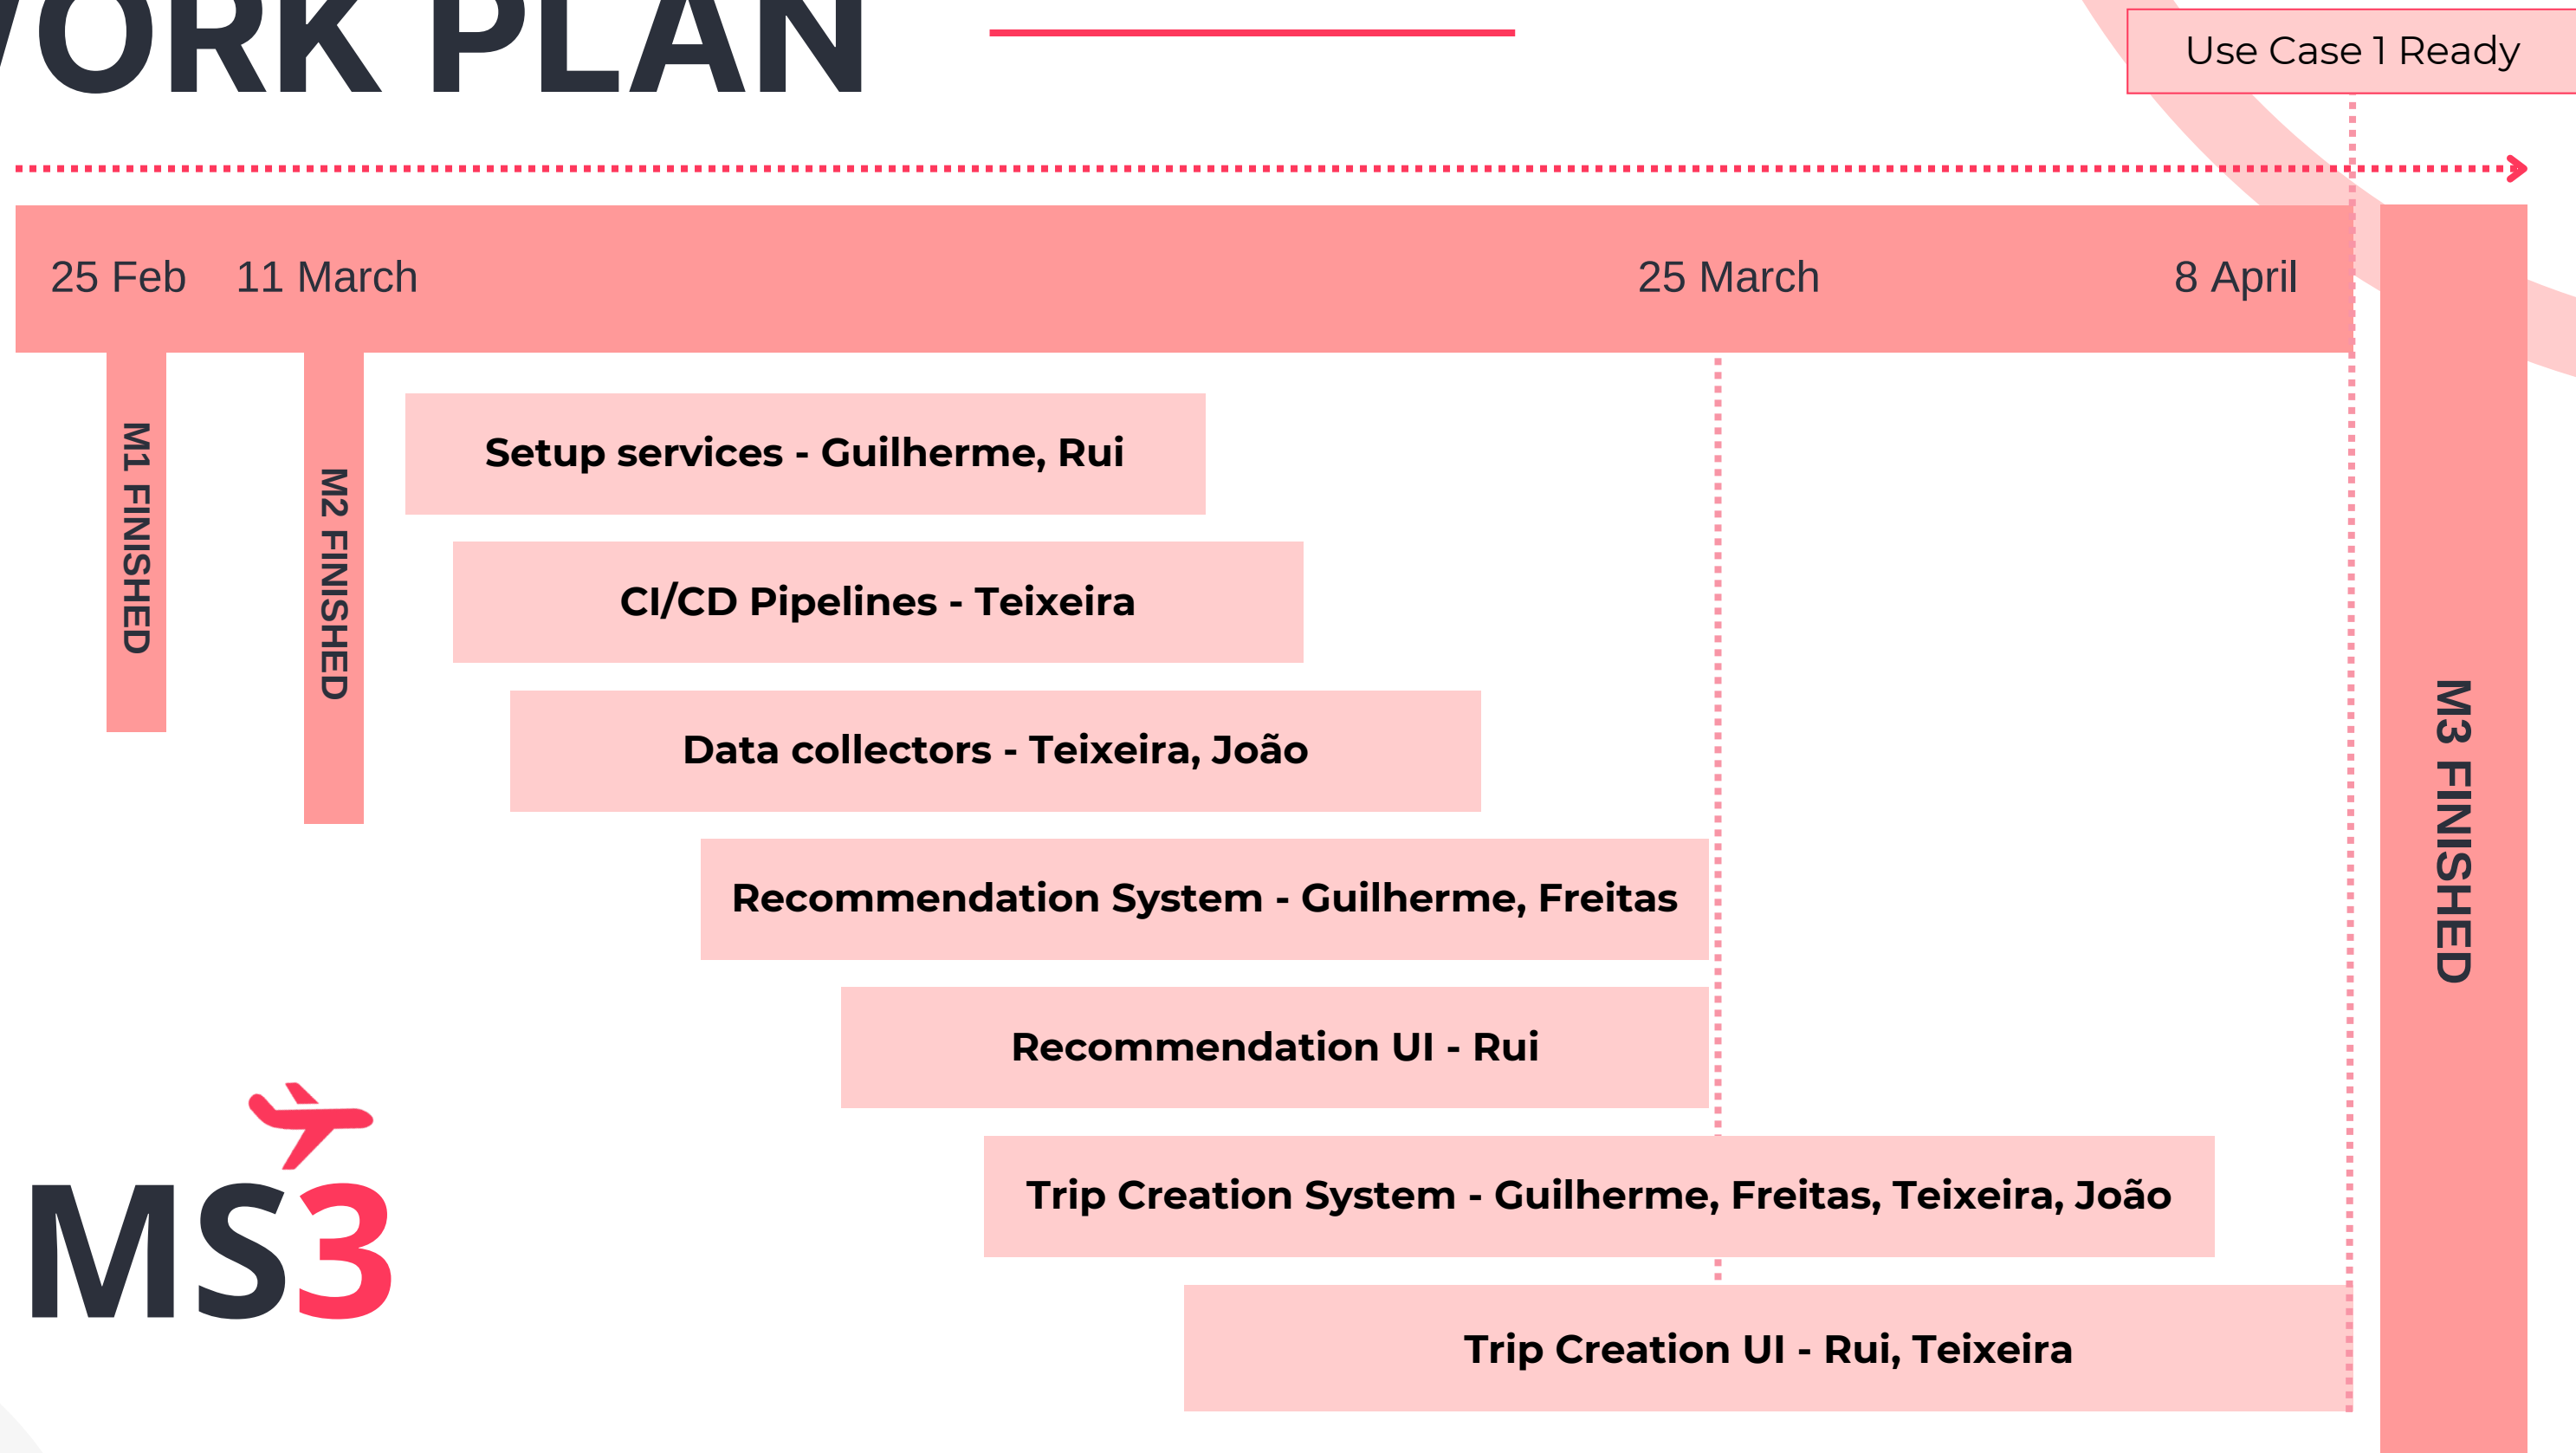 ORK PLAN
Use Case 1 Ready
25 Feb
11 March
25 March
8 April
M1 FINISHED
M2 FINISHED
Setup services - Guilherme, Rui
CI/CD Pipelines - Teixeira
Data collectors - Teixeira, João
Recommendation System - Guilherme, Freitas
Recommendation UI - Rui
Trip Creation System - Guilherme, Freitas, Teixeira, João
Trip Creation UI - Rui, Teixeira
M3 FINISHED
MS3